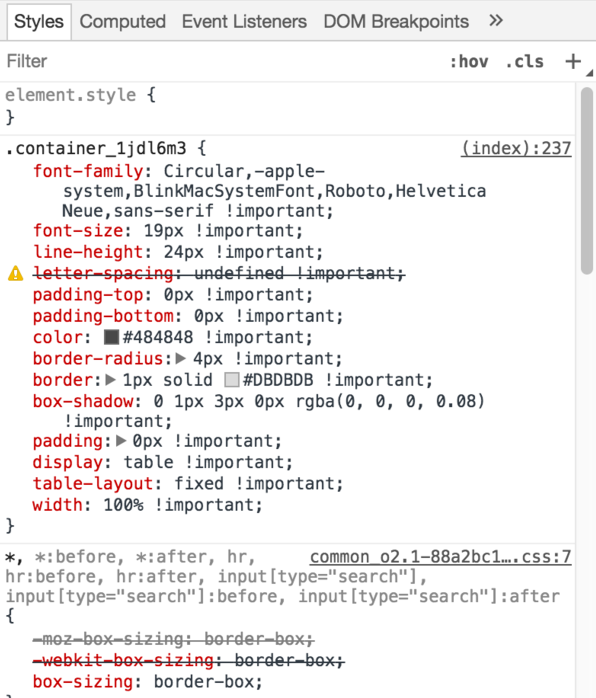 Styles Computed Event Listeners DOM Breakpoints »
Filter :hov .cls +
element.style {
}
.container_1jdl6m3 { (index):237
font-family: Circular,-apple-
system,BlinkMacSystemFont,Roboto,Helvetica
Neue,sans-serif !important;
font-size: 19px !important;
line-height: 24px !important;
letter-spacing: undefined !important;
padding-top: 0px !important;
padding-bottom: 0px !important;
color: #484848 !important;
border-radius: 4px !important;
border: 1px solid #DBDBDB !important;
box-shadow: 0 1px 3px 0px rgba(0, 0, 0, 0.08)
!important;
padding: 0px !important;
display: table !important;
table-layout: fixed !important;
width: 100% !important;
}
*, *:before, *:after, hr, common_o2.1-88a2bc1….css:7
hr:before, hr:after, input[type="search"],
input[type="search"]:before, input[type="search"]:after
{
-moz-box-sizing: border-box;
-webkit-box-sizing: border-box;
box-sizing: border-box;